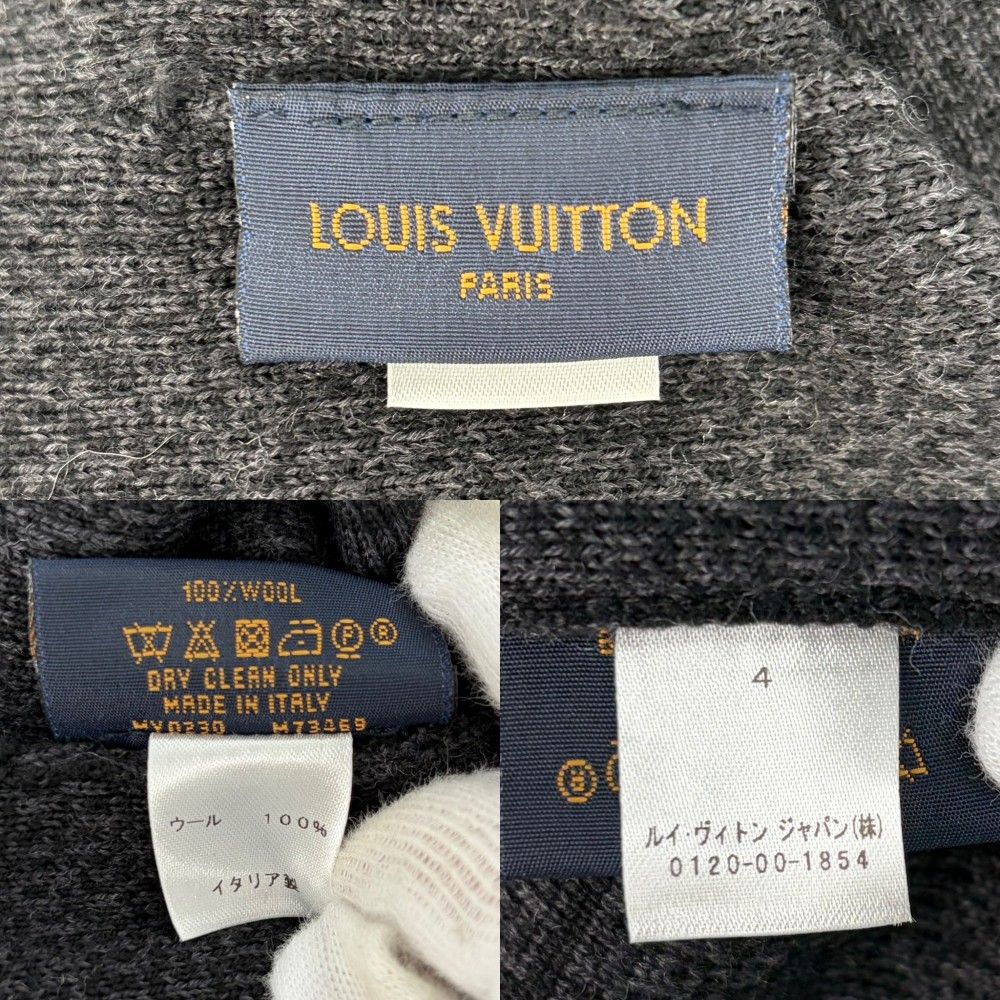 LOUIS VUITTON
PARIS
100%WOOL
P R
DRY CLEAN ONLY
MADE IN ITALY
M73469
ウール 100%
イタリア製
4
ルイ・ヴィトン ジャパン(株)
0120-00-1854
R